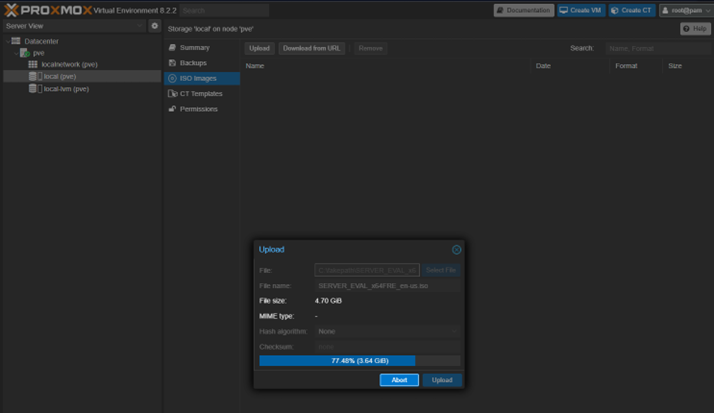 PROXMOX Virtual Environment 8.2.2 Search Documentation Create VM Create CT root@pam
Server View
Datacenter
pve
localnetwork (pve)
local (pve)
local-lvm (pve)
Storage 'local' on node 'pve' Help
Summary
Backups
ISO Images
CT Templates
Permissions
Upload Download from URL Remove Search: Name, Format
Name Date Format Size
Upload
File: Select File
File name: SERVER_EVAL_x64FRE_en-us.iso
File size: 4.70 GiB
MIME type: -
Hash algorithm: None
Checksum: none
77.48% (3.64 GiB)
Abort Upload